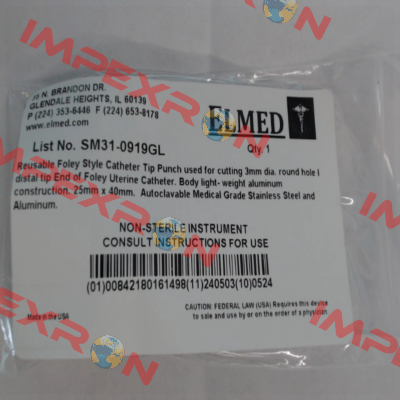 N. BRANDON DR.
GLENDALE HEIGHTS, IL 60139
P (224) 353-6446 F (224) 653-8178
www.elmed.com
ELMED
List No. SM31-0919GL
Qty. 1
Reusable Foley Style Catheter Tip Punch used for cutting 3mm dia. round hole
distal tip End of Foley Uterine Catheter. Body light- weight aluminum
construction. 25mm x 40mm. Autoclavable Medical Grade Stainless Steel and
Aluminum.
NON-STERILE INSTRUMENT
CONSULT INSTRUCTIONS FOR USE
(01)00842180161498(11)240503(10)0524
CAUTION: FEDERAL LAW (USA) Requires this device
to sale and use by or on the order of a physician.
IMPEXRON
IMPEXRON
IMPEXRON
IMPEXRON